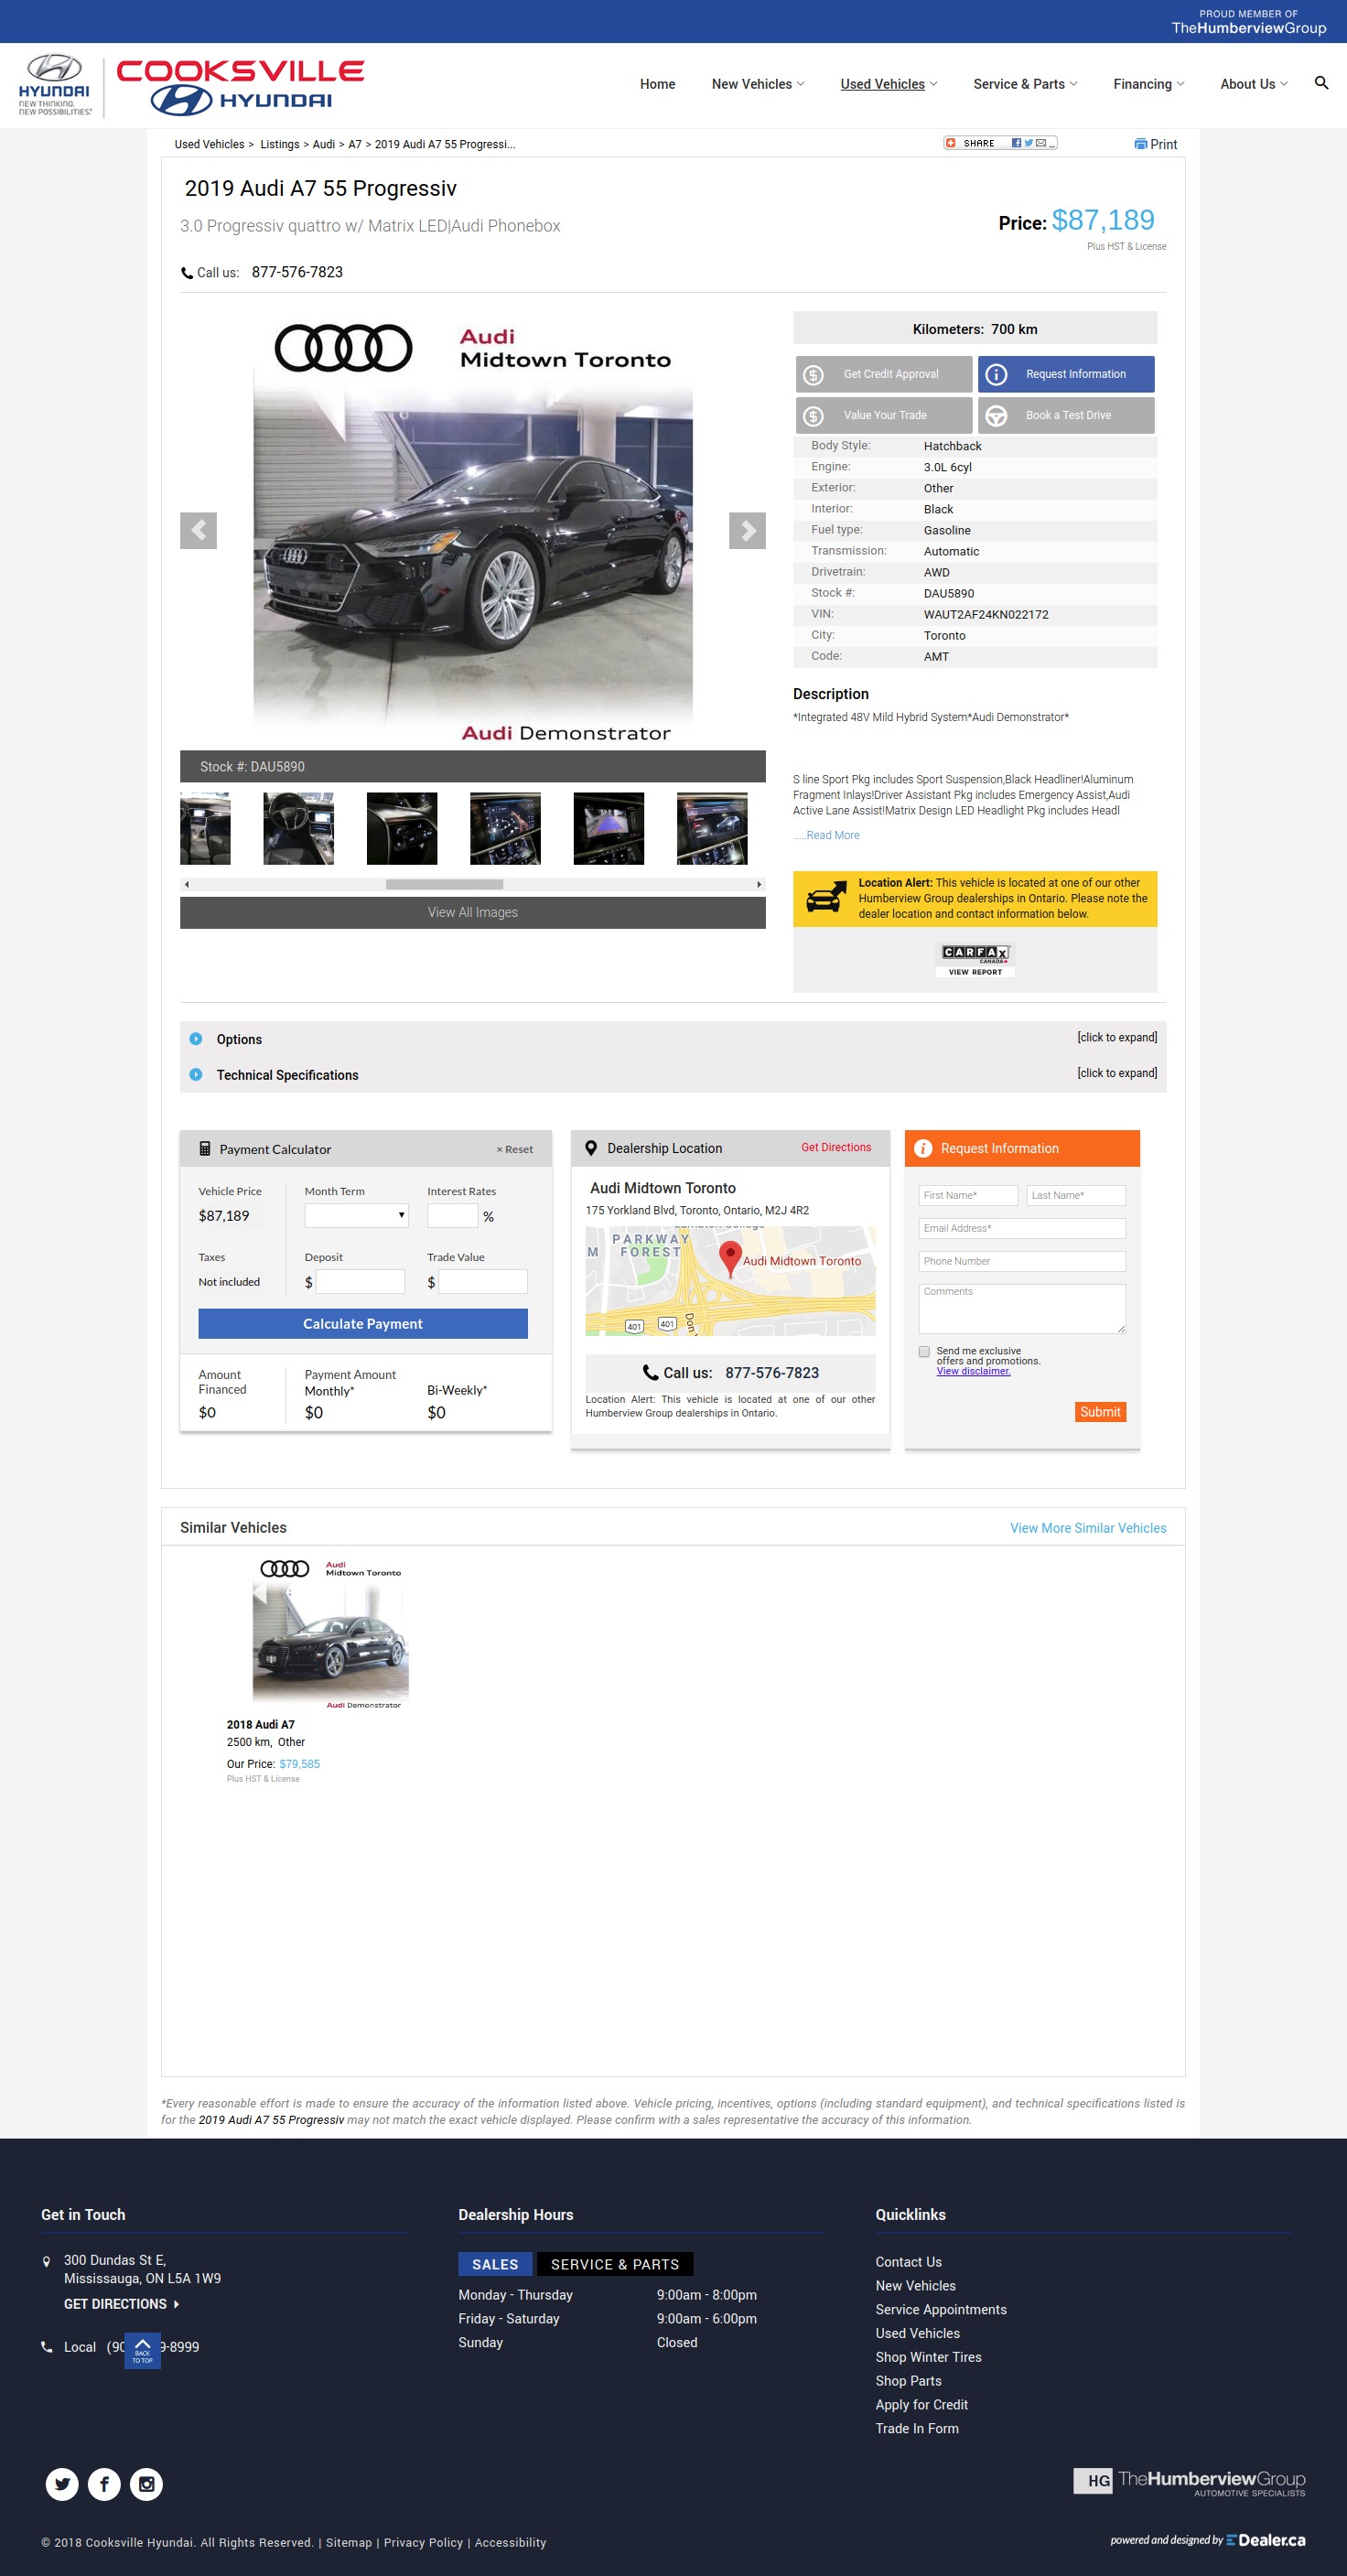 PROUD MEMBER OF
TheHumberviewGroup
HYUNDAI
NEW THINKING.
NEW POSSIBILITIES.
COOKSVILLE
HYUNDAI
Home
New Vehicles
Used Vehicles
Service & Parts
Financing
About Us
Used Vehicles > Listings > Audi > A7 > 2019 Audi A7 55 Progressi...
SHARE
Print
2019 Audi A7 55 Progressiv
3.0 Progressiv quattro w/ Matrix LED|Audi Phonebox
Price: $87,189
Plus HST & License
Call us: 877-576-7823
Audi
Midtown Toronto
Audi Demonstrator
Stock #: DAU5890
View All Images
Kilometers: 700 km
Get Credit Approval
Request Information
Value Your Trade
Book a Test Drive
Body Style: Hatchback
Engine: 3.0L 6cyl
Exterior: Other
Interior: Black
Fuel type: Gasoline
Transmission: Automatic
Drivetrain: AWD
Stock #: DAU5890
VIN: WAUT2AF24KN022172
City: Toronto
Code: AMT
Description
*Integrated 48V Mild Hybrid System*Audi Demonstrator*
S line Sport Pkg includes Sport Suspension,Black Headliner!Aluminum
Fragment Inlays!Driver Assistant Pkg includes Emergency Assist,Audi
Active Lane Assist!Matrix Design LED Headlight Pkg includes Headl
.....Read More
Location Alert: This vehicle is located at one of our other
Humberview Group dealerships in Ontario. Please note the
dealer location and contact information below.
CARFAX
CANADA
VIEW REPORT
Options
[click to expand]
Technical Specifications
[click to expand]
Payment Calculator
× Reset
Vehicle Price
Month Term
Interest Rates
$87,189
%
Taxes
Deposit
Trade Value
Not included
$
$
Calculate Payment
Amount
Financed
Payment Amount
Monthly*
Bi-Weekly*
$0
$0
$0
Dealership Location
Get Directions
Audi Midtown Toronto
175 Yorkland Blvd, Toronto, Ontario, M2J 4R2
Lambton College
PARKWAY
FOREST
M
Audi Midtown Toronto
401
401
Don
Call us: 877-576-7823
Location Alert: This vehicle is located at one of our other
Humberview Group dealerships in Ontario.
Request Information
First Name*
Last Name*
Email Address*
Phone Number
Comments
Send me exclusive
offers and promotions.
View disclaimer.
Submit
Similar Vehicles
View More Similar Vehicles
Audi
Midtown Toronto
Audi Demonstrator
2018 Audi A7
2500 km, Other
Our Price: $79,585
Plus HST & License
*Every reasonable effort is made to ensure the accuracy of the information listed above. Vehicle pricing, incentives, options (including standard equipment), and technical specifications listed is
for the 2019 Audi A7 55 Progressiv may not match the exact vehicle displayed. Please confirm with a sales representative the accuracy of this information.
Get in Touch
300 Dundas St E,
Mississauga, ON L5A 1W9
GET DIRECTIONS
Local (90
9-8999
BACK
TO TOP
Dealership Hours
SALES
SERVICE & PARTS
Monday - Thursday 9:00am - 8:00pm
Friday - Saturday 9:00am - 6:00pm
Sunday Closed
Quicklinks
Contact Us
New Vehicles
Service Appointments
Used Vehicles
Shop Winter Tires
Shop Parts
Apply for Credit
Trade In Form
HG TheHumberviewGroup
AUTOMOTIVE SPECIALISTS
© 2018 Cooksville Hyundai. All Rights Reserved. | Sitemap | Privacy Policy | Accessibility
powered and designed by EDealer.ca